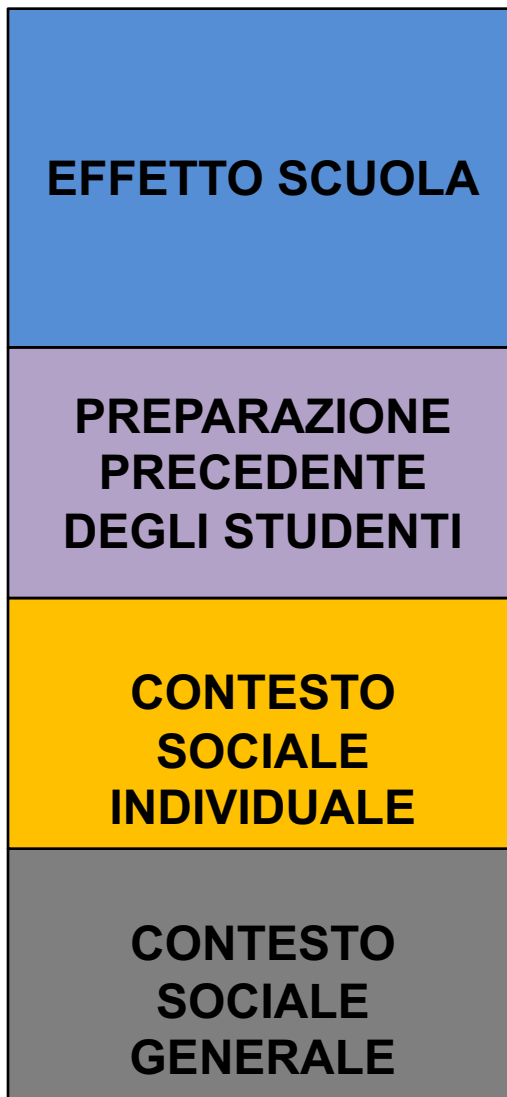 EFFETTO SCUOLA
PREPARAZIONE
PRECEDENTE
DEGLI STUDENTI
CONTESTO
SOCIALE
INDIVIDUALE
CONTESTO
SOCIALE
GENERALE